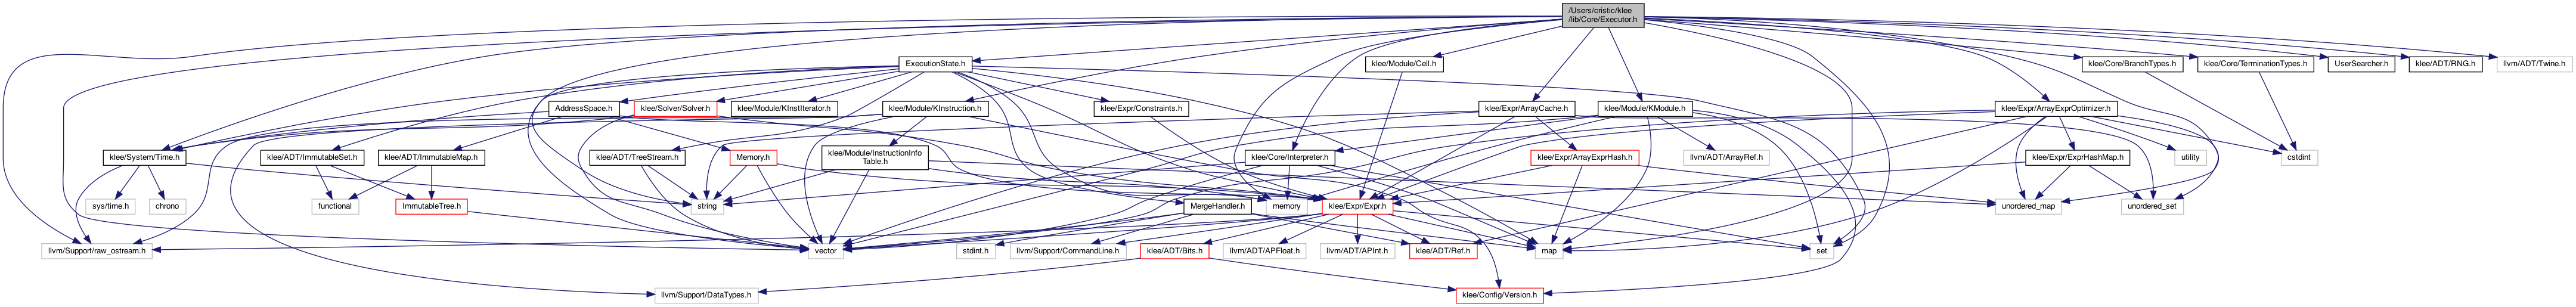 /Users/cristic/klee
/lib/Core/Executor.h
ExecutionState.h
klee/Module/Cell.h
klee/Core/BranchTypes.h
klee/Core/TerminationTypes.h
UserSearcher.h
klee/ADT/RNG.h
llvm/ADT/Twine.h
AddressSpace.h
klee/Solver/Solver.h
klee/Module/KInstIterator.h
klee/Module/KInstruction.h
klee/Expr/Constraints.h
klee/Expr/ArrayCache.h
klee/Module/KModule.h
klee/Expr/ArrayExprOptimizer.h
klee/System/Time.h
klee/ADT/ImmutableSet.h
klee/ADT/ImmutableMap.h
klee/ADT/TreeStream.h
Memory.h
klee/Module/InstructionInfo
Table.h
klee/Core/Interpreter.h
llvm/ADT/ArrayRef.h
klee/Expr/ArrayExprHash.h
klee/Expr/ExprHashMap.h
utility
cstdint
sys/time.h
chrono
functional
ImmutableTree.h
string
MergeHandler.h
memory
klee/Expr/Expr.h
unordered_map
unordered_set
llvm/Support/raw_ostream.h
vector
stdint.h
llvm/Support/CommandLine.h
klee/ADT/Bits.h
llvm/ADT/APFloat.h
llvm/ADT/APInt.h
klee/ADT/Ref.h
map
set
llvm/Support/DataTypes.h
klee/Config/Version.h